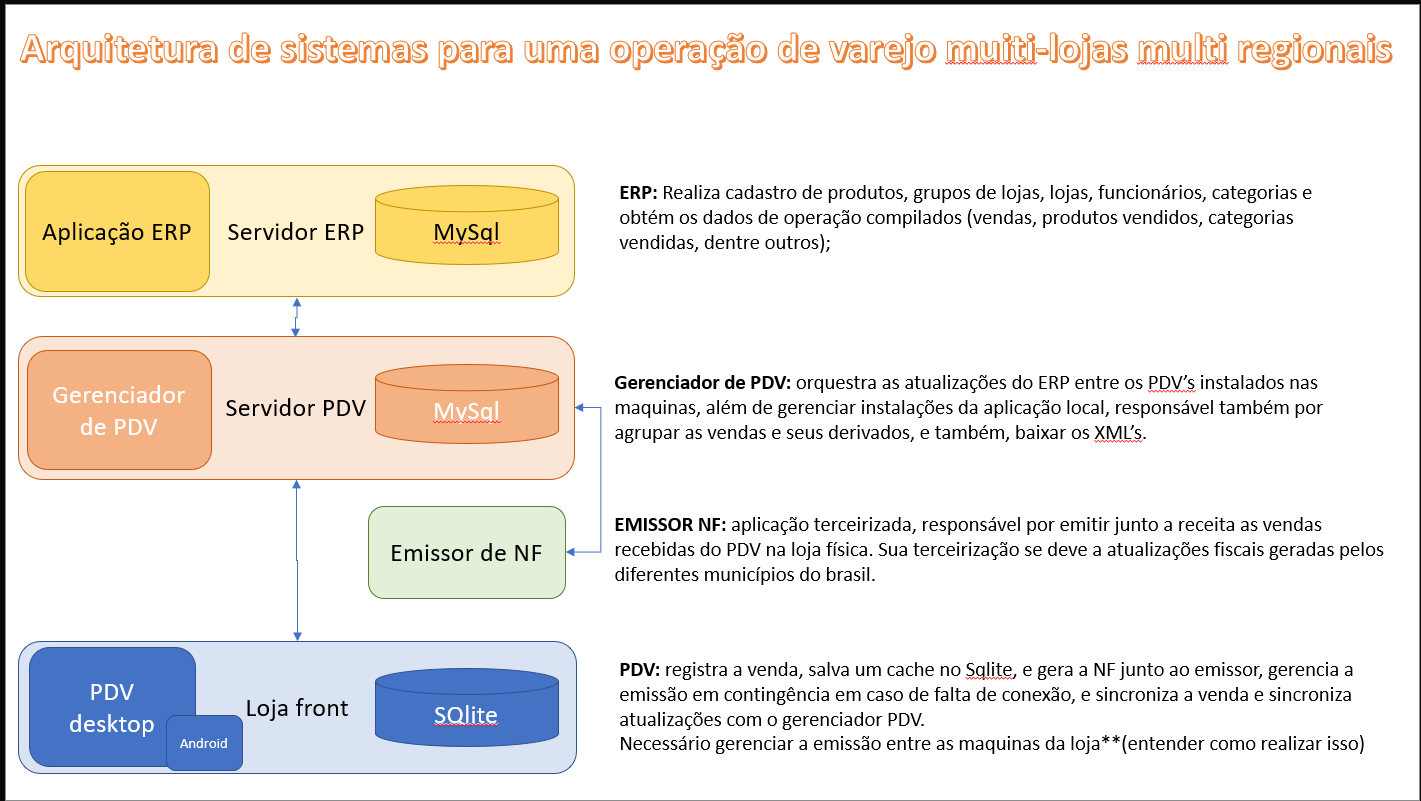 Arquitetura de sistemas para uma operação de varejo muiti-lojas multi regionais
Aplicação ERP
Servidor ERP
MySql
ERP: Realiza cadastro de produtos, grupos de lojas, lojas, funcionários, categorias e
obtém os dados de operação compilados (vendas, produtos vendidos, categorias
vendidas, dentre outros);
Gerenciador
de PDV
Servidor PDV
MySql
Gerenciador de PDV: orquestra as atualizações do ERP entre os PDV’s instalados nas
maquinas, além de gerenciar instalações da aplicação local, responsável também por
agrupar as vendas e seus derivados, e também, baixar os XML’s.
Emissor de NF
EMISSOR NF: aplicação terceirizada, responsável por emitir junto a receita as vendas
recebidas do PDV na loja física. Sua terceirização se deve a atualizações fiscais geradas pelos
diferentes municípios do brasil.
PDV
desktop
Android
Loja front
SQlite
PDV: registra a venda, salva um cache no Sqlite, e gera a NF junto ao emissor, gerencia a
emissão em contingência em caso de falta de conexão, e sincroniza a venda e sincroniza
atualizações com o gerenciador PDV.
Necessário gerenciar a emissão entre as maquinas da loja**(entender como realizar isso)